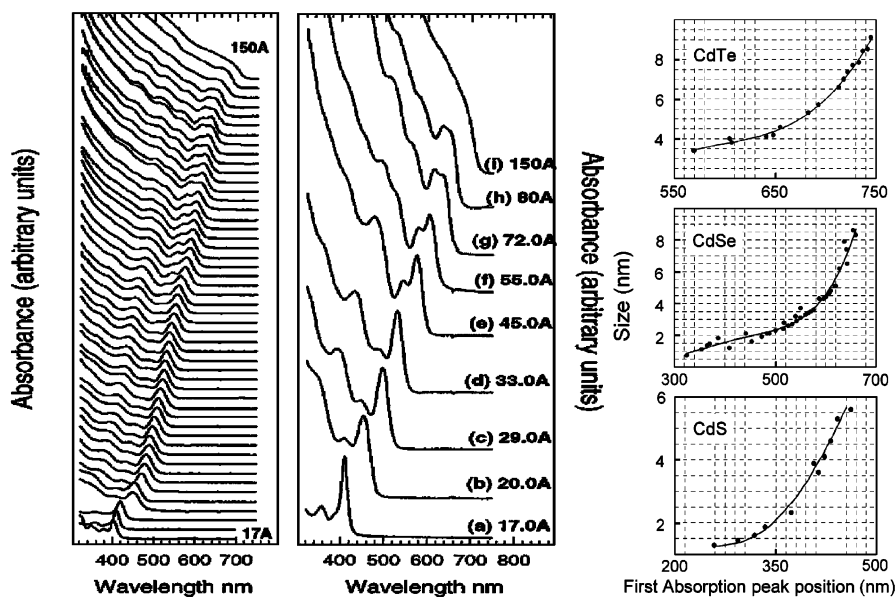 Absorbance (arbitrary units)
150A
17A
400 500 600 700
Wavelength nm
(i) 150A
(h) 80A
(g) 72.0A
(f) 55.0A
(e) 45.0A
(d) 33.0A
(c) 29.0A
(b) 20.0A
(a) 17.0A
400 500 600 700 800
Wavelength nm
Absorbance (arbitrary units)
Size (nm)
CdTe
8
6
4
2
550 650 750
CdSe
8
6
4
2
300 500 700
CdS
6
4
2
200 350 500
First Absorption peak position (nm)